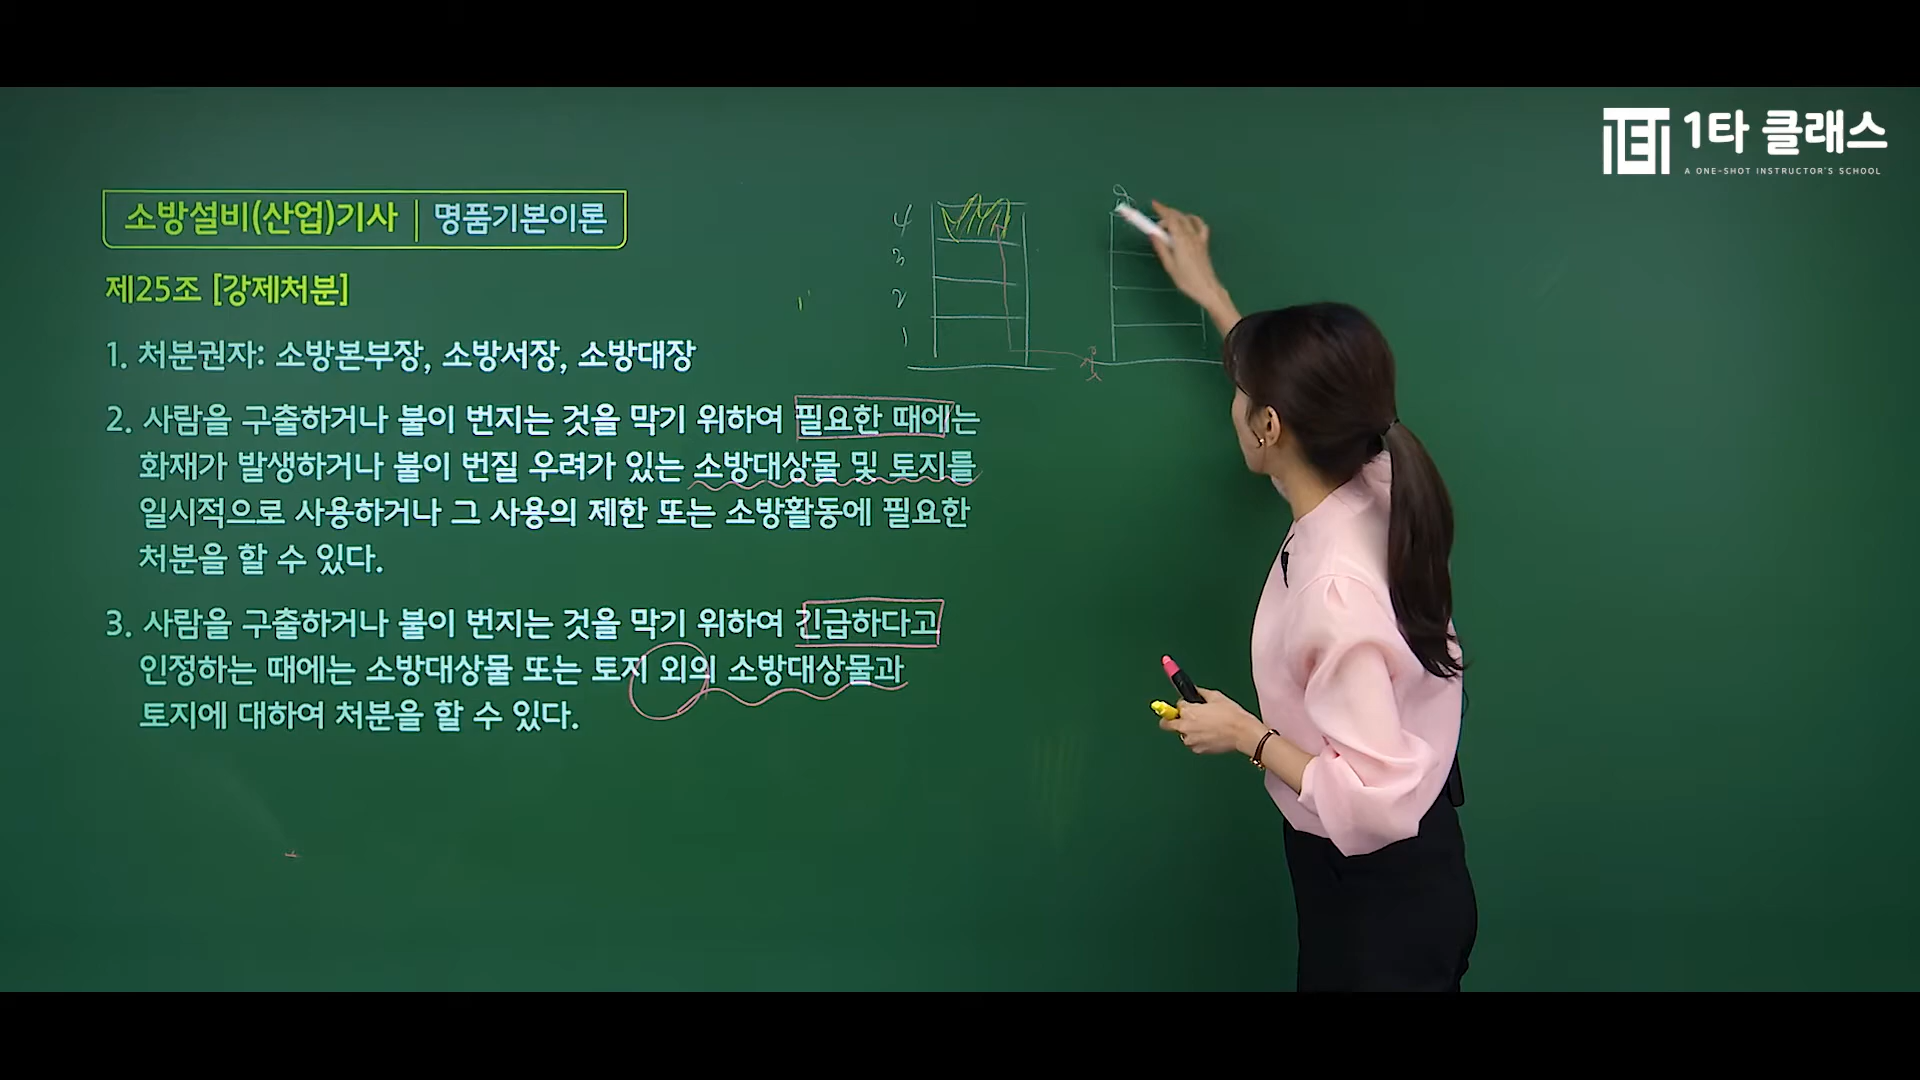 1타 클래스
A ONE-SHOT INSTRUCTOR'S SCHOOL
소방설비(산업)기사 | 명품기본이론
제25조 [강제처분]
1. 처분권자: 소방본부장, 소방서장, 소방대장
2. 사람을 구출하거나 불이 번지는 것을 막기 위하여 필요한 때에는
화재가 발생하거나 불이 번질 우려가 있는 소방대상물 및 토지를
일시적으로 사용하거나 그 사용의 제한 또는 소방활동에 필요한
처분을 할 수 있다.
3. 사람을 구출하거나 불이 번지는 것을 막기 위하여 긴급하다고
인정하는 때에는 소방대상물 또는 토지 외의 소방대상물과
토지에 대하여 처분을 할 수 있다.
4
3
2
1